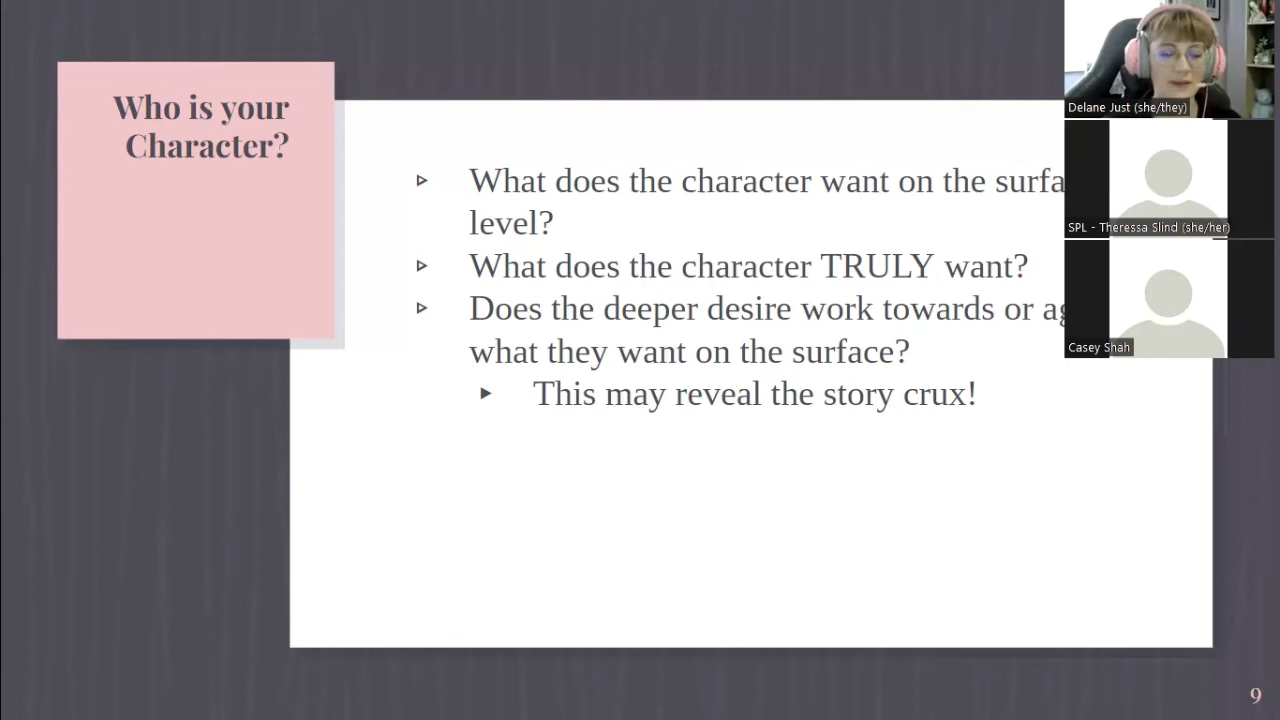 Who is your
Character?
What does the character want on the
level?
What does the character TRULY want?
Does the deeper desire work towards or
what they want on the surface?
This may reveal the story crux!
Delane Just (she/they)
SPL - Theressa Slind (she/her)
Casey Shah
9